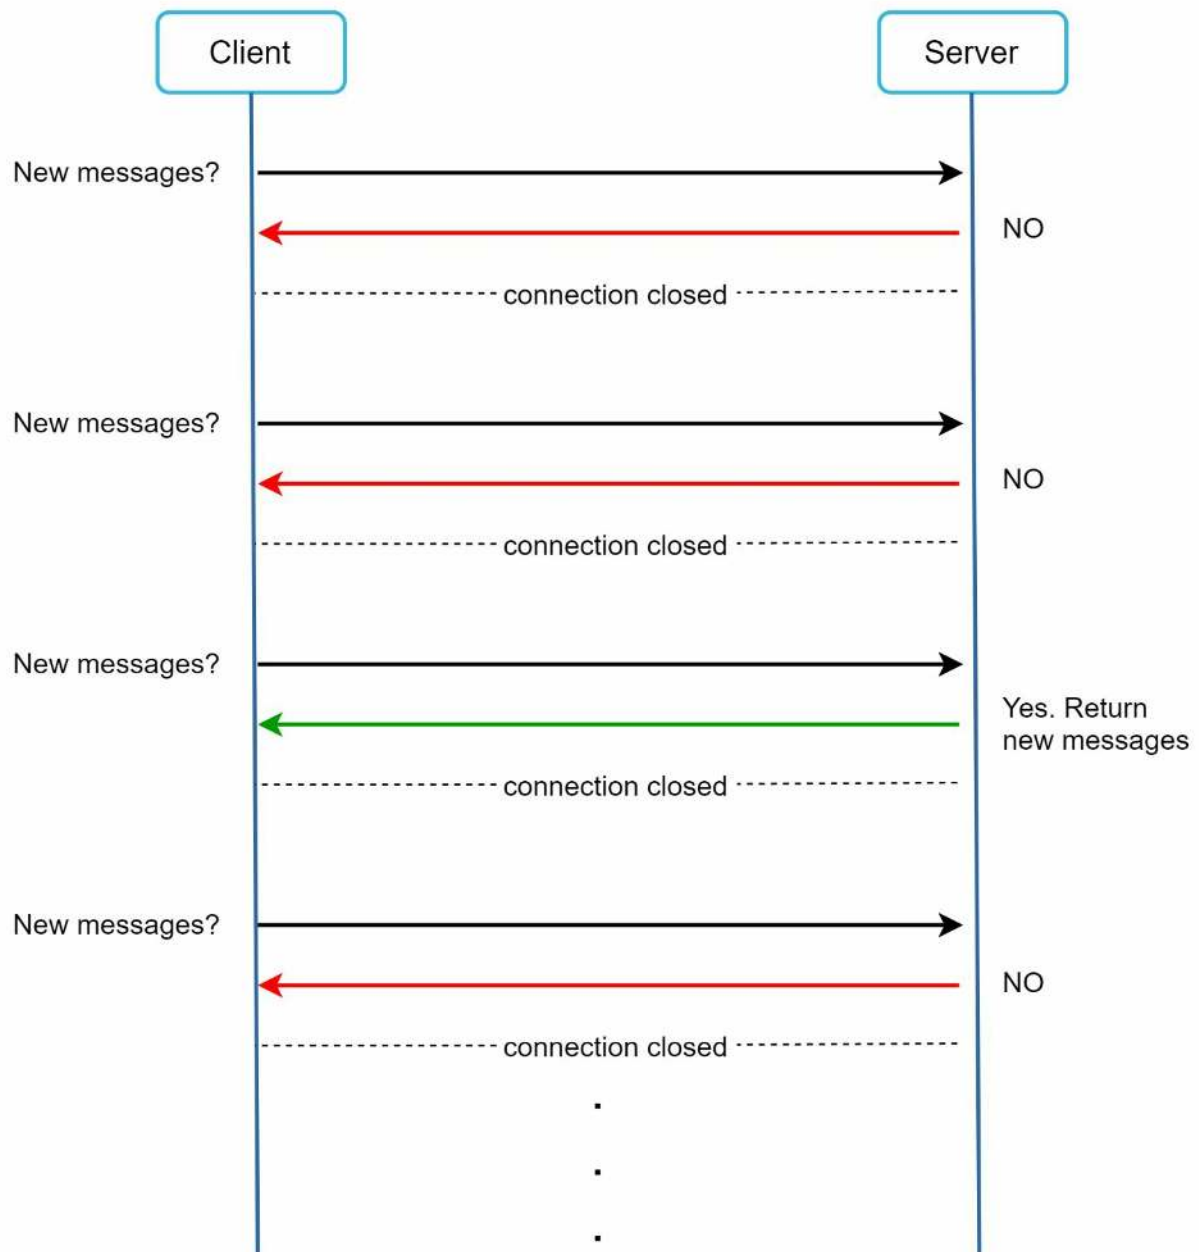 Client
Server
New messages?
NO
connection closed
New messages?
NO
connection closed
New messages?
Yes. Return
new messages
connection closed
New messages?
NO
connection closed